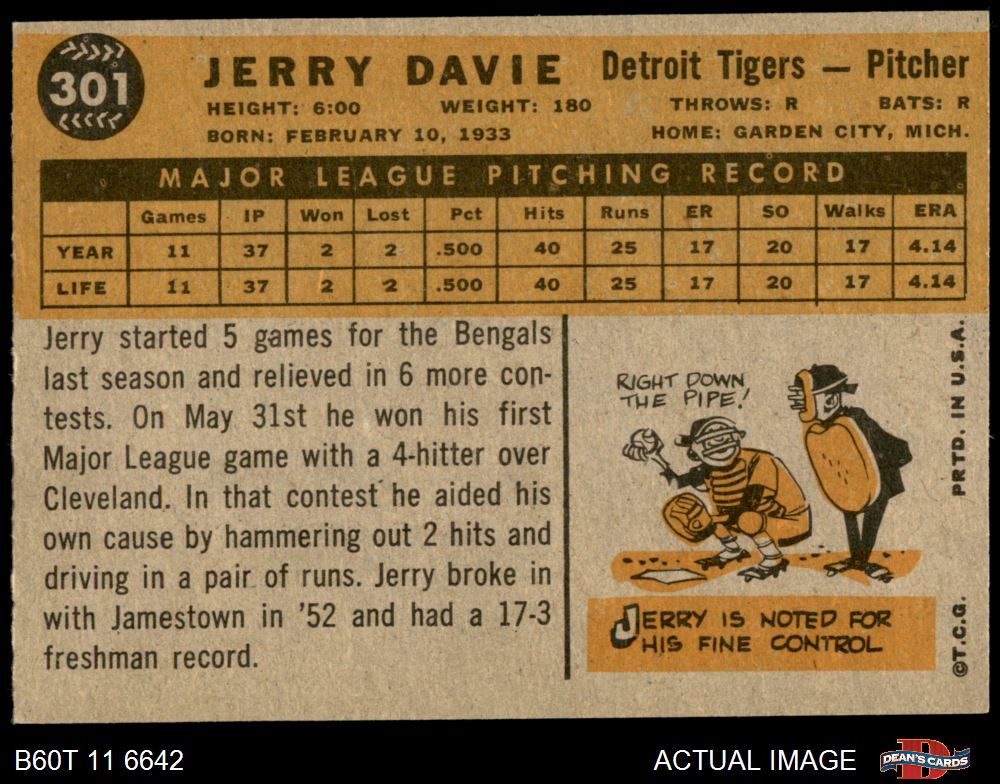 301
JERRY DAVIE Detroit Tigers — Pitcher
HEIGHT: 6:00 WEIGHT: 180 THROWS: R BATS: R
BORN: FEBRUARY 10, 1933 HOME: GARDEN CITY, MICH.
MAJOR LEAGUE PITCHING RECORD
Games IP Won Lost Pct Hits Runs ER SO Walks ERA
YEAR 11 37 2 2 .500 40 25 17 20 17 4.14
LIFE 11 37 2 2 .500 40 25 17 20 17 4.14
Jerry started 5 games for the Bengals
last season and relieved in 6 more con-
tests. On May 31st he won his first
Major League game with a 4-hitter over
Cleveland. In that contest he aided his
own cause by hammering out 2 hits and
driving in a pair of runs. Jerry broke in
with Jamestown in '52 and had a 17-3
freshman record.
RIGHT DOWN
THE PIPE!
JERRY IS NOTED FOR
HIS FINE CONTROL
©T.C.G. PRTD. IN U.S.A.
B60T 11 6642 ACTUAL IMAGE
D
DEAN'S CARDS